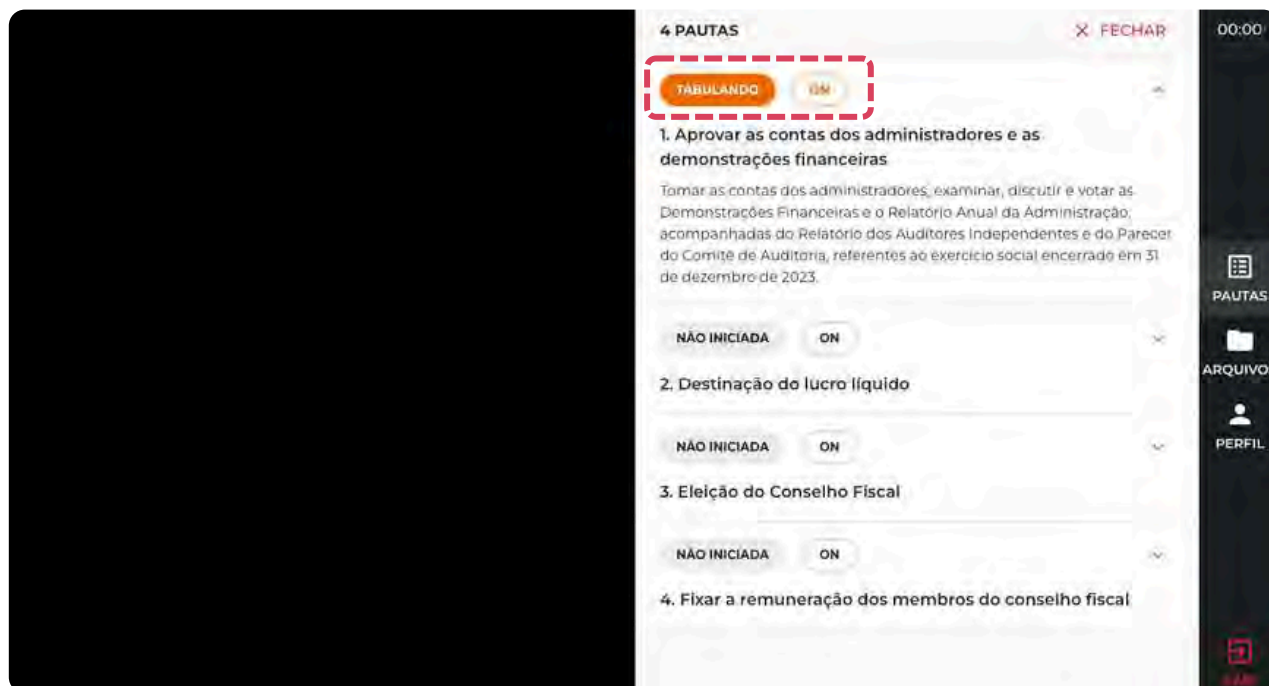 4 PAUTAS
FECHAR
00:00
TABULANDO
ON
1. Aprovar as contas dos administradores e as
demonstrações financeiras
Tomar as contas dos administradores, examinar, discutir e votar as
Demonstrações Financeiras e o Relatório Anual da Administração,
acompanhadas do Relatório dos Auditores Independentes e do Parecer
do Comitê de Auditoria, referentes ao exercício social encerrado em 31
de dezembro de 2023.
NÃO INICIADA
ON
2. Destinação do lucro líquido
NÃO INICIADA
ON
3. Eleição do Conselho Fiscal
NÃO INICIADA
ON
4. Fixar a remuneração dos membros do conselho fiscal
PAUTAS
ARQUIVO
PERFIL